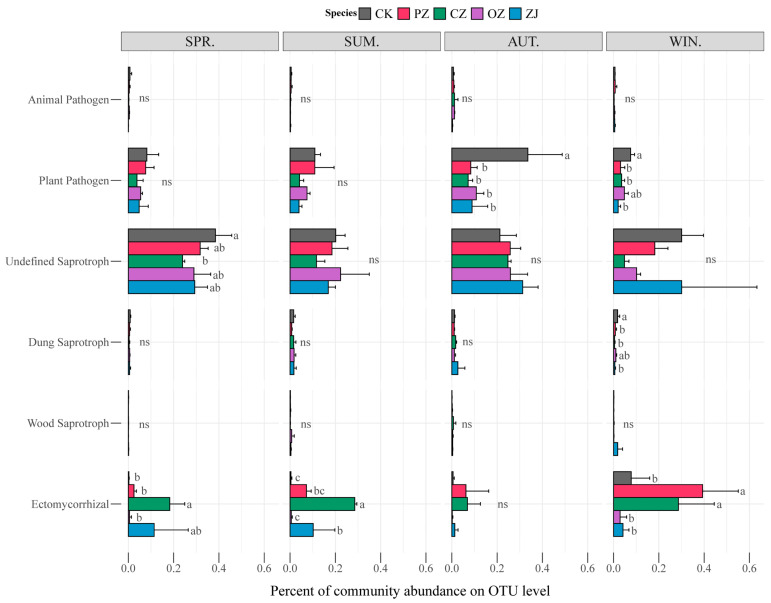 Species CK PZ CZ OZ ZJ
SPR. SUM. AUT. WIN.
Animal Pathogen ns ns ns ns
Plant Pathogen ns ns a b b b b a b b ab b
Undefined Saprotroph a ab b ab ab ns ns ns
Dung Saprotroph ns ns ns a b b ab b
Wood Saprotroph ns ns ns ns
Ectomycorrhizal b b a b ab c bc a c b ns b a a b b
0.0 0.2 0.4 0.6 0.0 0.2 0.4 0.6 0.0 0.2 0.4 0.6 0.0 0.2 0.4 0.6
Percent of community abundance on OTU level